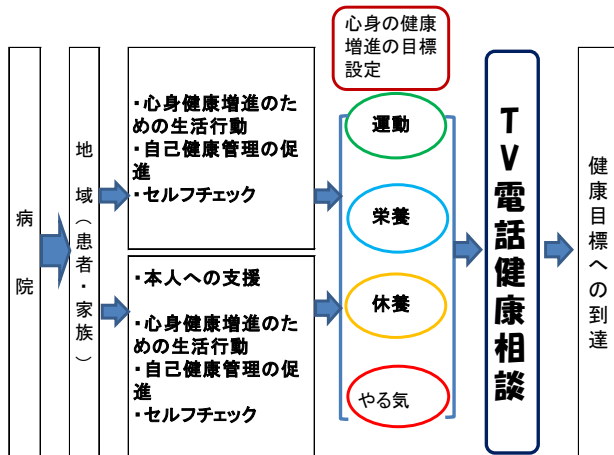 病院
地域（患者・家族）
・心身健康増進のた
めの生活行動
・自己健康管理の促
進
・セルフチェック
・本人への支援
・心身健康増進のた
めの生活行動
・自己健康管理の促
進
・セルフチェック
心身の健康
増進の目標
設定
運動
栄養
休養
やる気
TV電話健康相談
健康目標への到達